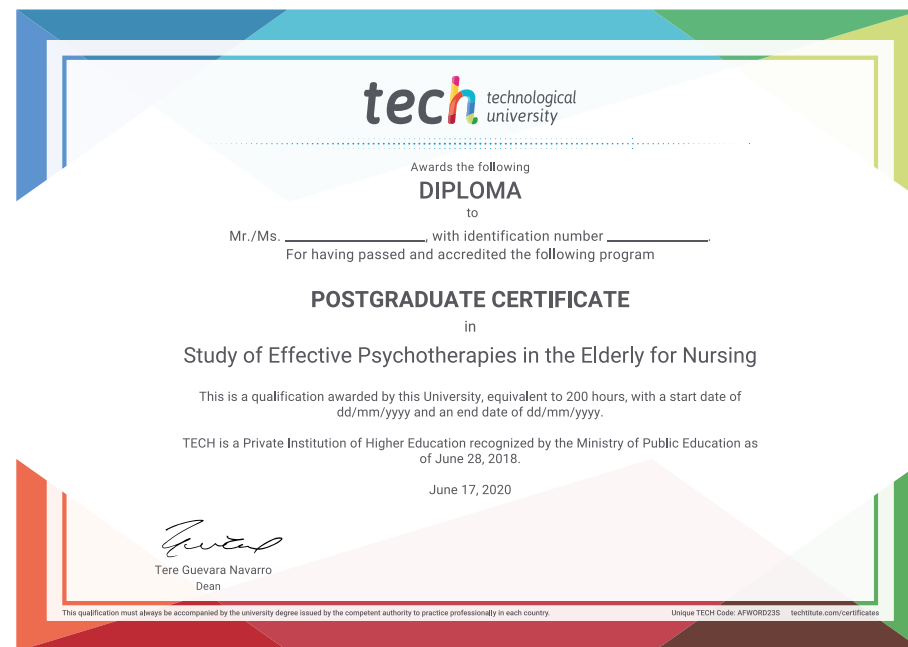 tech technological
university
Awards the following
DIPLOMA
to
Mr./Ms. ____________________, with identification number ______________.
For having passed and accredited the following program
POSTGRADUATE CERTIFICATE
in
Study of Effective Psychotherapies in the Elderly for Nursing
This is a qualification awarded by this University, equivalent to 200 hours, with a start date of
dd/mm/yyyy and an end date of dd/mm/yyyy.
TECH is a Private Institution of Higher Education recognized by the Ministry of Public Education as
of June 28, 2018.
June 17, 2020
Tere Guevara Navarro
Dean
This qualification must always be accompanied by the university degree issued by the competent authority to practice professionally in each country. Unique TECH Code: AFWORD23S techtitute.com/certificates